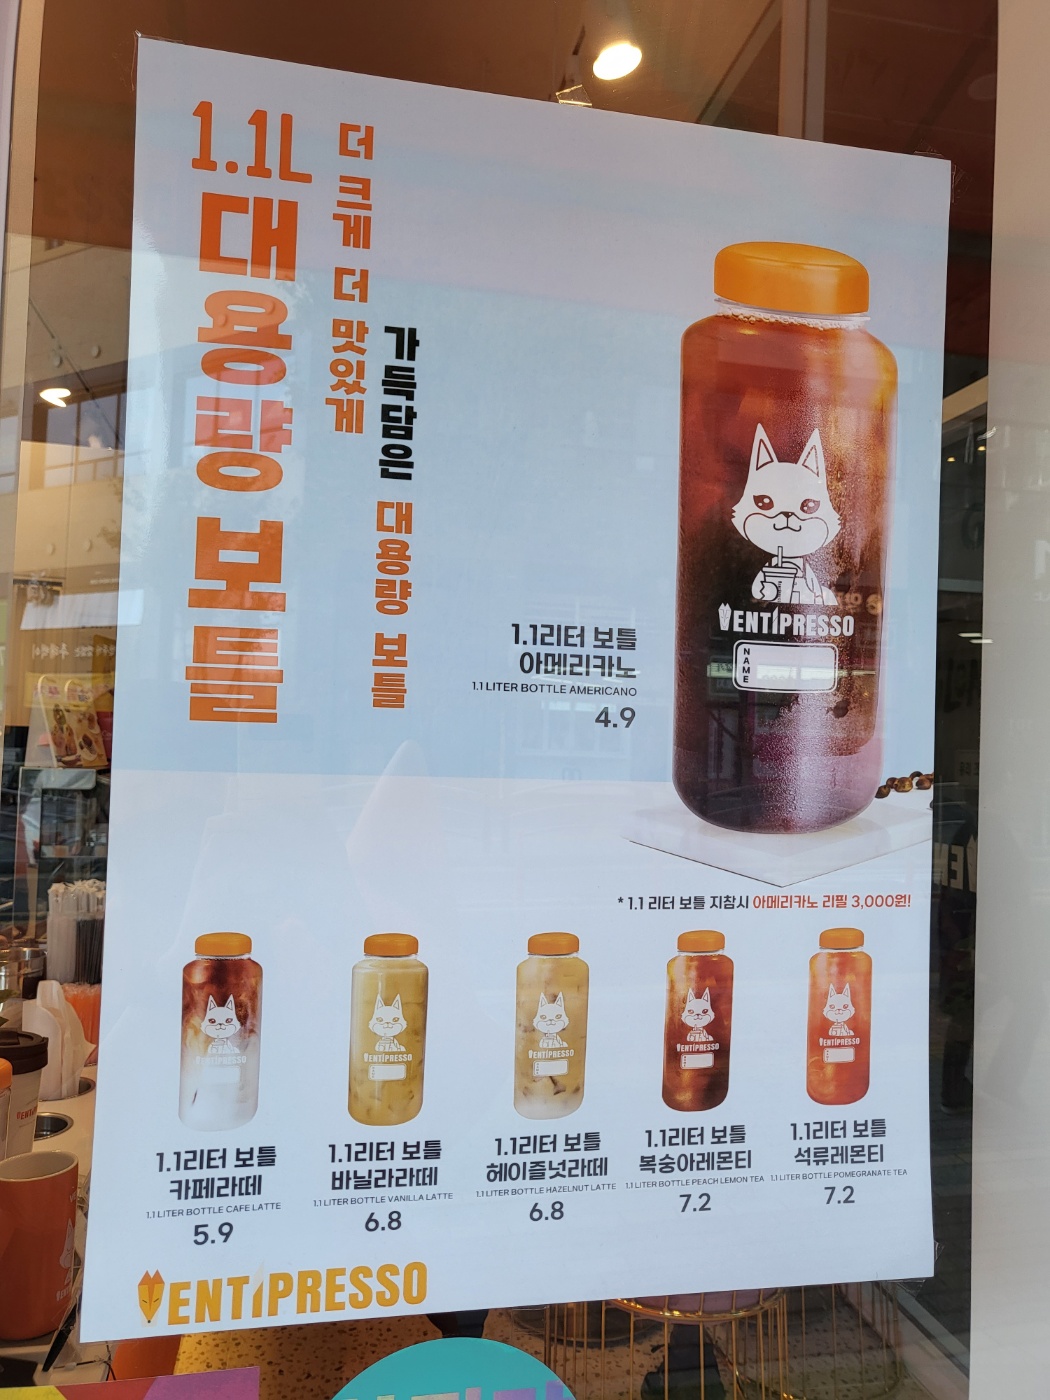 1.1L
대용량 보틀
더 크게 더 맛있게
가득담은 대용량 보틀
VENTIPRESSO
NAME
1.1리터 보틀
아메리카노
1.1 LITER BOTTLE AMERICANO
4.9
* 1.1 리터 보틀 지참시 아메리카노 리필 3,000원!
1.1리터 보틀
카페라떼
1.1 LITER BOTTLE CAFE LATTE
5.9
1.1리터 보틀
바닐라라떼
1.1 LITER BOTTLE VANILLA LATTE
6.8
1.1리터 보틀
헤이즐넛라떼
1.1 LITER BOTTLE HAZELNUT LATTE
6.8
1.1리터 보틀
복숭아레몬티
1.1 LITER BOTTLE PEACH LEMON TEA
7.2
1.1리터 보틀
석류레몬티
1.1 LITER BOTTLE POMEGRANATE TEA
7.2
VENTIPRESSO